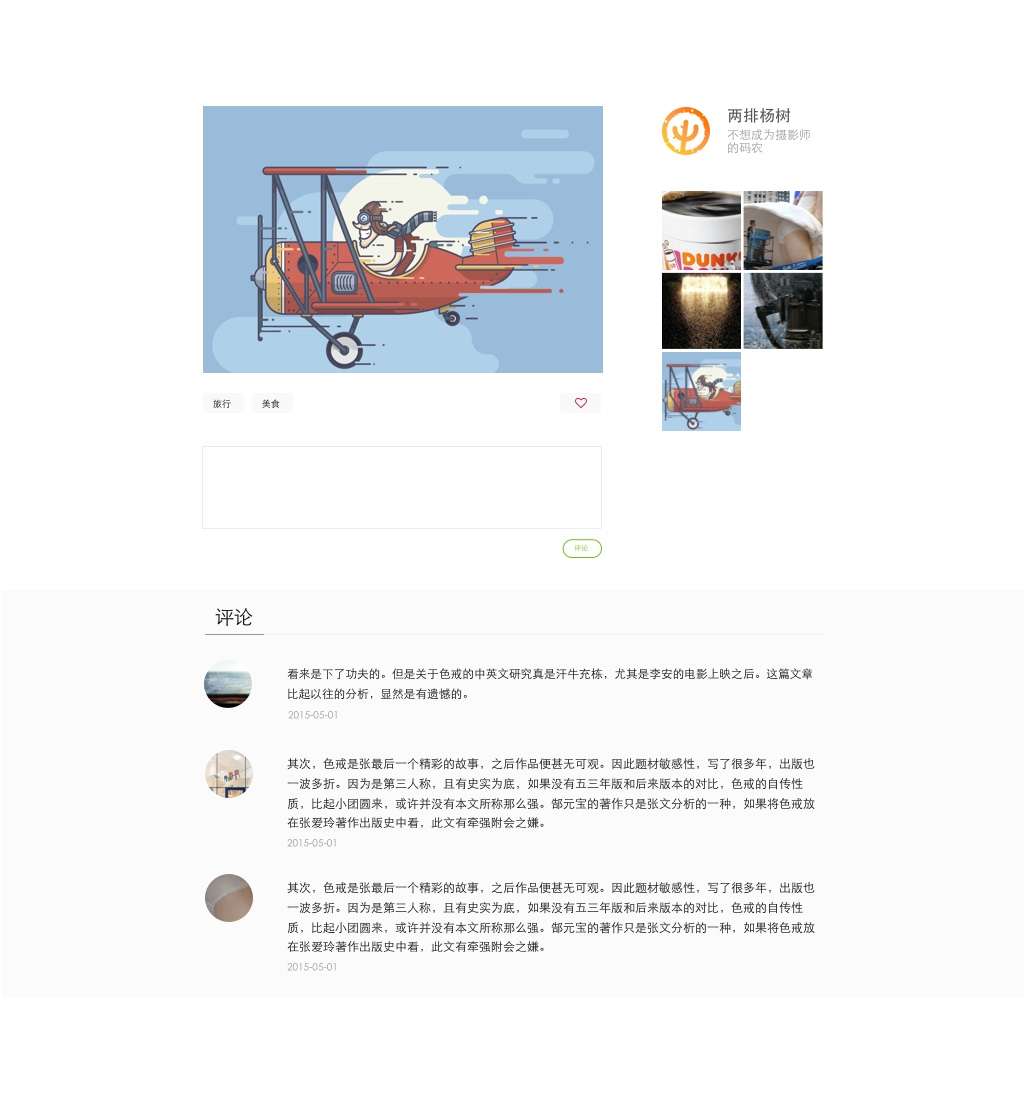 两排杨树
不想成为摄影师
的码农
DUNK
旅行
美食
评论
评论
看来是下了功夫的。但是关于色戒的中英文研究真是汗牛充栋，尤其是李安的电影上映之后。这篇文章
比起以往的分析，显然是有遗憾的。
2015-05-01
其次，色戒是张最后一个精彩的故事，之后作品便甚无可观。因此题材敏感性，写了很多年，出版也
一波多折。因为是第三人称，且有史实为底，如果没有五三年版和后来版本的对比，色戒的自传性
质，比起小团圆来，或许并没有本文所称那么强。郜元宝的著作只是张文分析的一种，如果将色戒放
在张爱玲著作出版史中看，此文有牵强附会之嫌。
2015-05-01
其次，色戒是张最后一个精彩的故事，之后作品便甚无可观。因此题材敏感性，写了很多年，出版也
一波多折。因为是第三人称，且有史实为底，如果没有五三年版和后来版本的对比，色戒的自传性
质，比起小团圆来，或许并没有本文所称那么强。郜元宝的著作只是张文分析的一种，如果将色戒放
在张爱玲著作出版史中看，此文有牵强附会之嫌。
2015-05-01